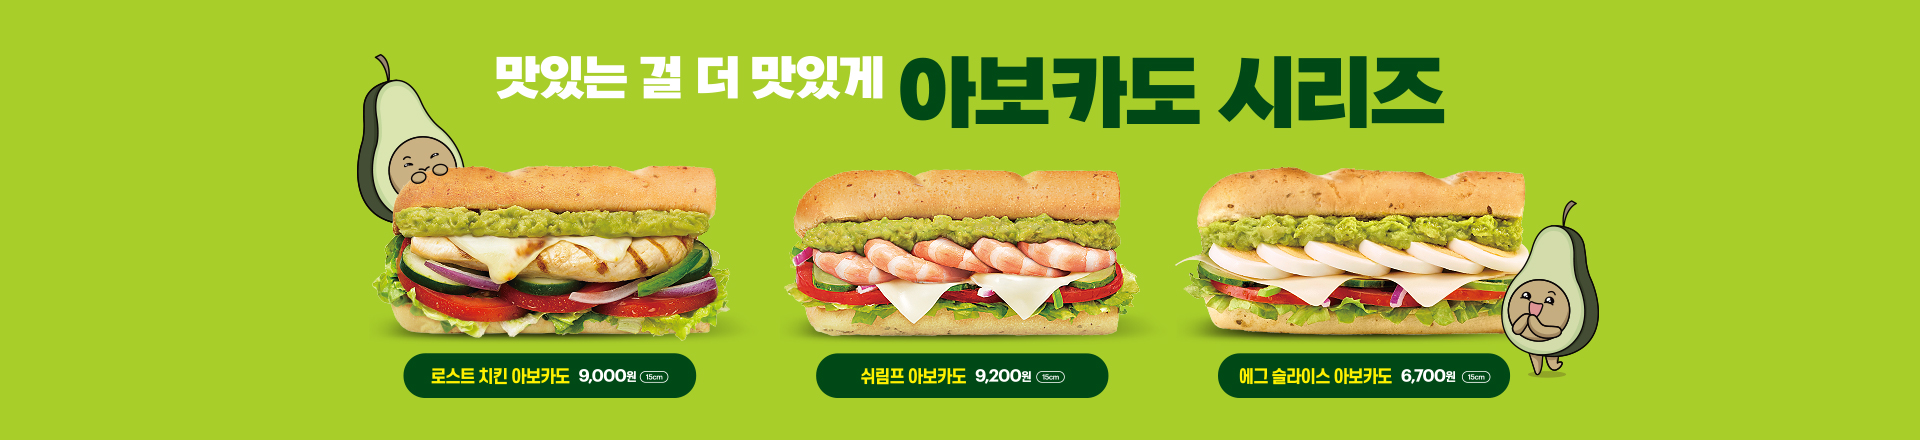 맛있는 걸 더 맛있게 아보카도 시리즈
로스트 치킨 아보카도 9,000원 15cm
쉬림프 아보카도 9,200원 15cm
에그 슬라이스 아보카도 6,700원 15cm